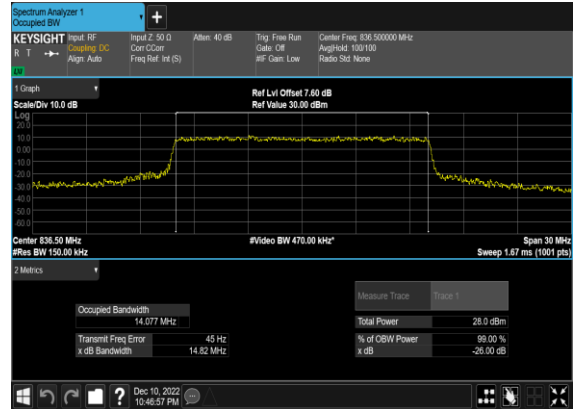 Spectrum Analyzer 1
Occupied BW
+
KEYSIGHT Input: RF Input Z: 50 Ω Atten: 40 dB Trig: Free Run Center Freq: 836.500000 MHz
R T Coupling: DC Corr CCorr Gate: Off Avg|Hold: 100/100
Align: Auto Freq Ref: Int (S) #IF Gain: Low Radio Std: None
1 Graph Ref Lvl Offset 7.60 dB
Scale/Div 10.0 dB Ref Value 30.00 dBm
Log
20.0
10.0
0.00
-10.0
-20.0
-30.0
-40.0
-50.0
-60.0
Center 836.50 MHz #Video BW 470.00 kHz* Span 30 MHz
#Res BW 150.00 kHz Sweep 1.67 ms (1001 pts)
2 Metrics
Measure Trace Trace 1
Occupied Bandwidth
14.077 MHz Total Power 28.0 dBm
Transmit Freq Error 45 Hz % of OBW Power 99.00 %
x dB Bandwidth 14.82 MHz x dB -26.00 dB
? Dec 10, 2022
10:46:57 PM